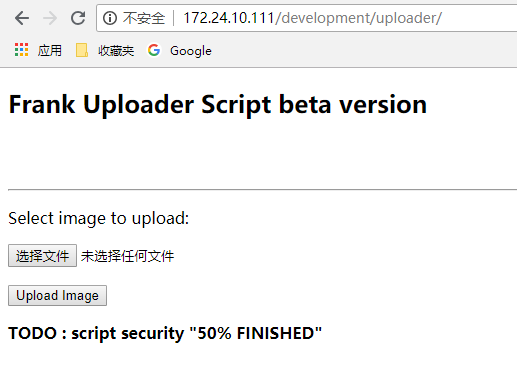 不安全 172.24.10.111/development/uploader/
应用 收藏夹 Google
Frank Uploader Script beta version
Select image to upload:
选择文件 未选择任何文件
Upload Image
TODO : script security "50% FINISHED"